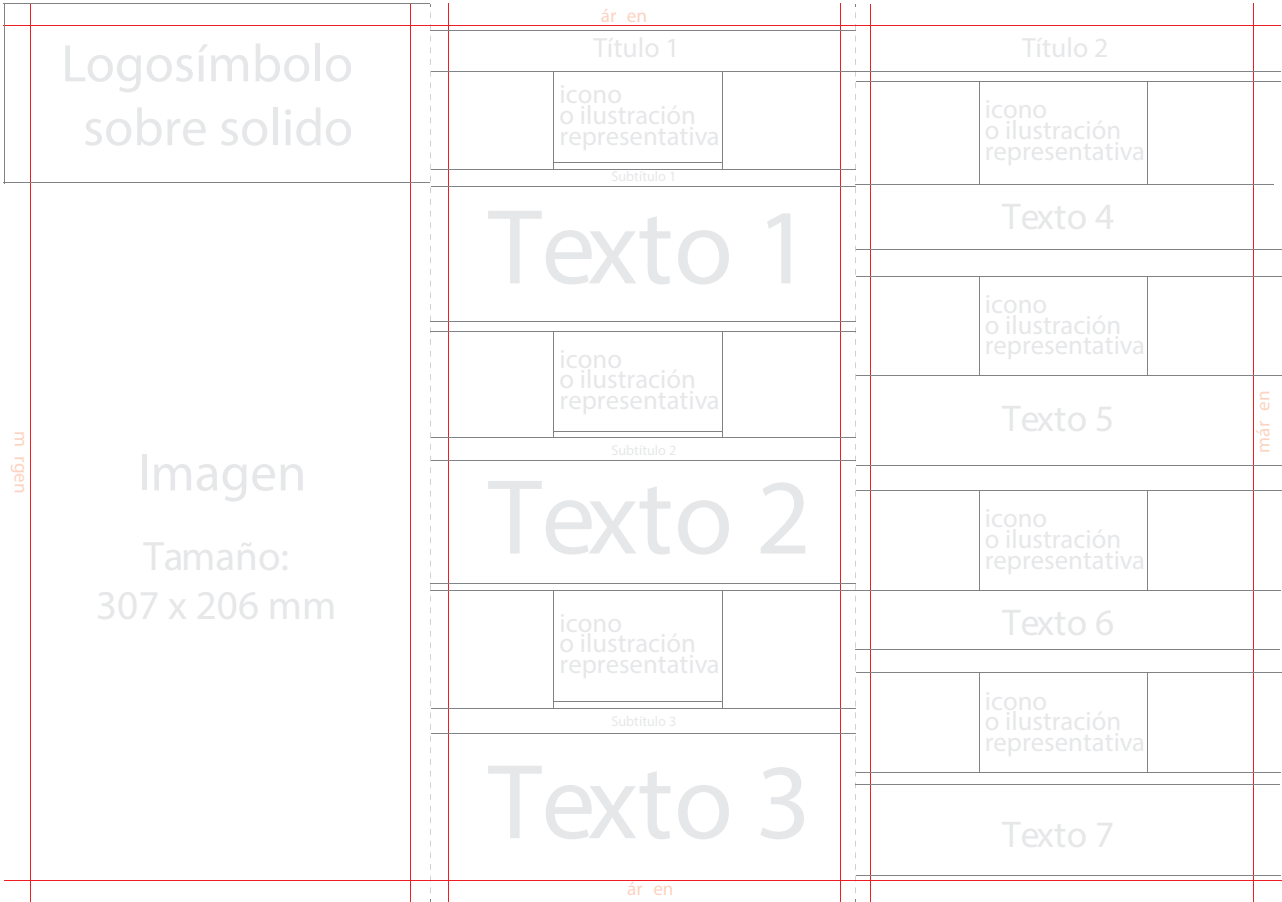 Logosímbolo
sobre solido
Imagen
Tamaño:
307 x 206 mm
m rgen
ár en
Título 1
icono
o ilustración
representativa
Subtítulo 1
Texto 1
icono
o ilustración
representativa
Subtítulo 2
Texto 2
icono
o ilustración
representativa
Subtítulo 3
Texto 3
ár en
Título 2
icono
o ilustración
representativa
Texto 4
icono
o ilustración
representativa
Texto 5
icono
o ilustración
representativa
Texto 6
icono
o ilustración
representativa
Texto 7
már en